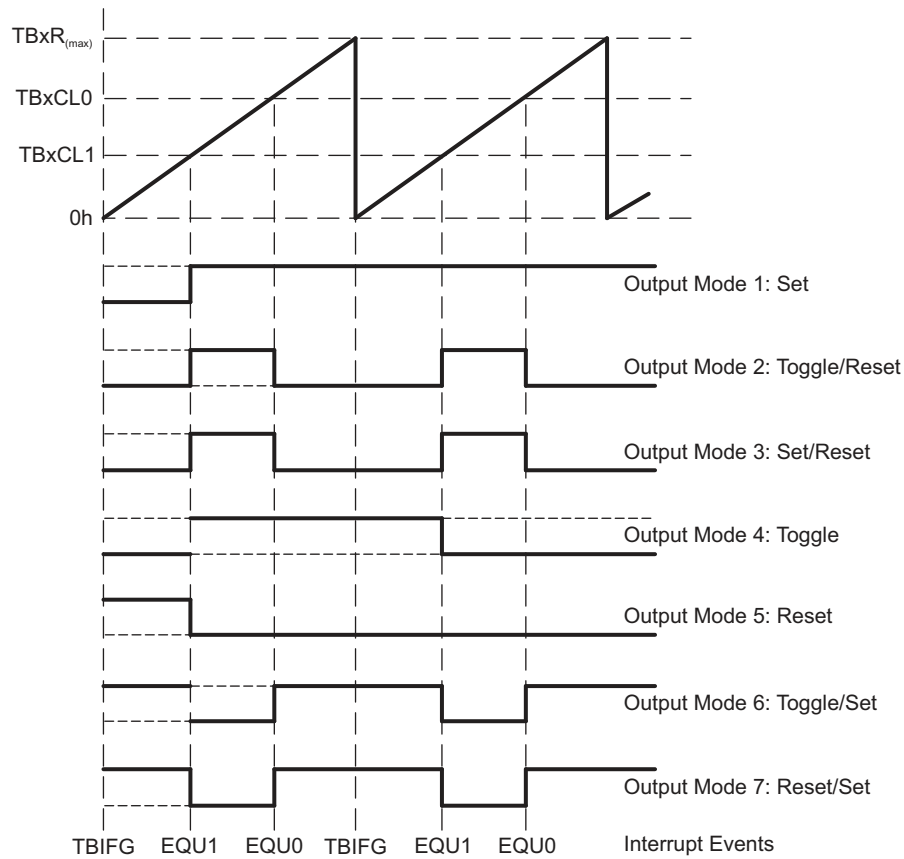 TBxR(max)
TBxCL0
TBxCL1
0h
Output Mode 1: Set
Output Mode 2: Toggle/Reset
Output Mode 3: Set/Reset
Output Mode 4: Toggle
Output Mode 5: Reset
Output Mode 6: Toggle/Set
Output Mode 7: Reset/Set
TBIFG EQU1 EQU0 TBIFG EQU1 EQU0 Interrupt Events